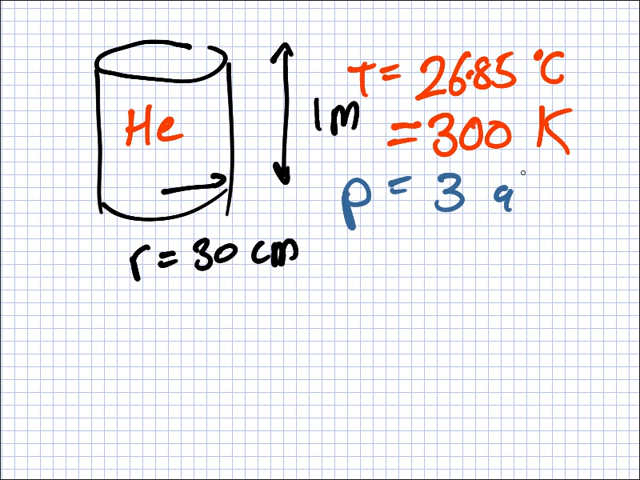 He
1m
T = 26.85 °C
= 300 K
p = 3
r = 30 cm